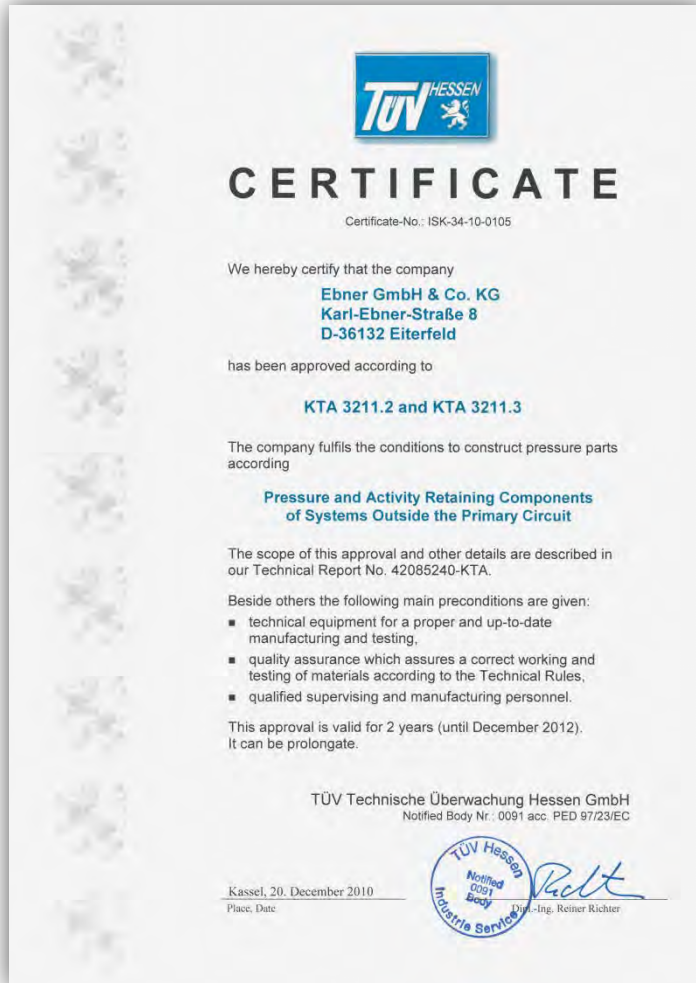 TÜV HESSEN
CERTIFICATE
Certificate-No.: ISK-34-10-0105
We hereby certify that the company
Ebner GmbH & Co. KG
Karl-Ebner-Straße 8
D-36132 Eiterfeld
has been approved according to
KTA 3211.2 and KTA 3211.3
The company fulfils the conditions to construct pressure parts
according
Pressure and Activity Retaining Components
of Systems Outside the Primary Circuit
The scope of this approval and other details are described in
our Technical Report No. 42085240-KTA.
Beside others the following main preconditions are given:
■ technical equipment for a proper and up-to-date
manufacturing and testing,
■ quality assurance which assures a correct working and
testing of materials according to the Technical Rules,
■ qualified supervising and manufacturing personnel.
This approval is valid for 2 years (until December 2012).
It can be prolongate.
TÜV Technische Überwachung Hessen GmbH
Notified Body Nr.: 0091 acc. PED 97/23/EC
TÜV Hessen
Notified
0091
Body
Industrie Service
Kassel, 20. December 2010
Place, Date
Dipl.-Ing. Reiner Richter